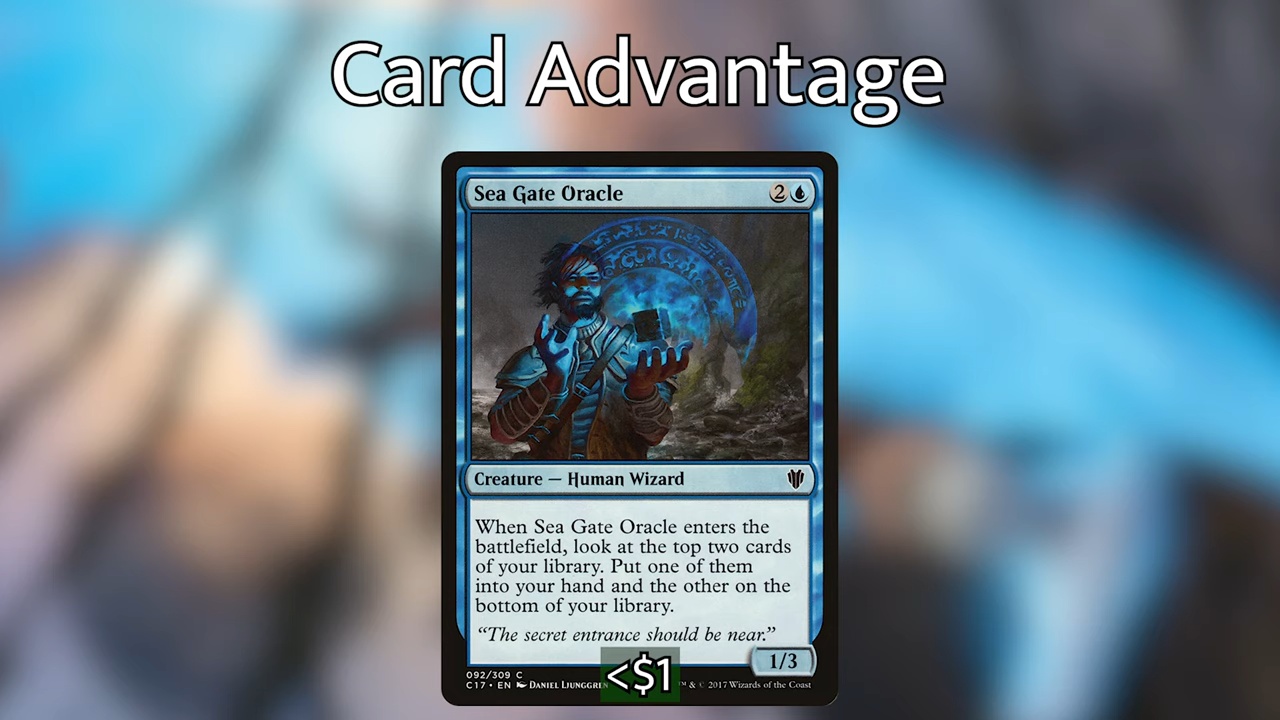 Card Advantage
Sea Gate Oracle 2
Creature — Human Wizard
When Sea Gate Oracle enters the
battlefield, look at the top two cards
of your library. Put one of them
into your hand and the other on the
bottom of your library.
“The secret entrance should be near.”
1/3
092/309 C
C17 • EN DANIEL LJUNGGREN
<$1
™ & © 2017 Wizards of the Coast